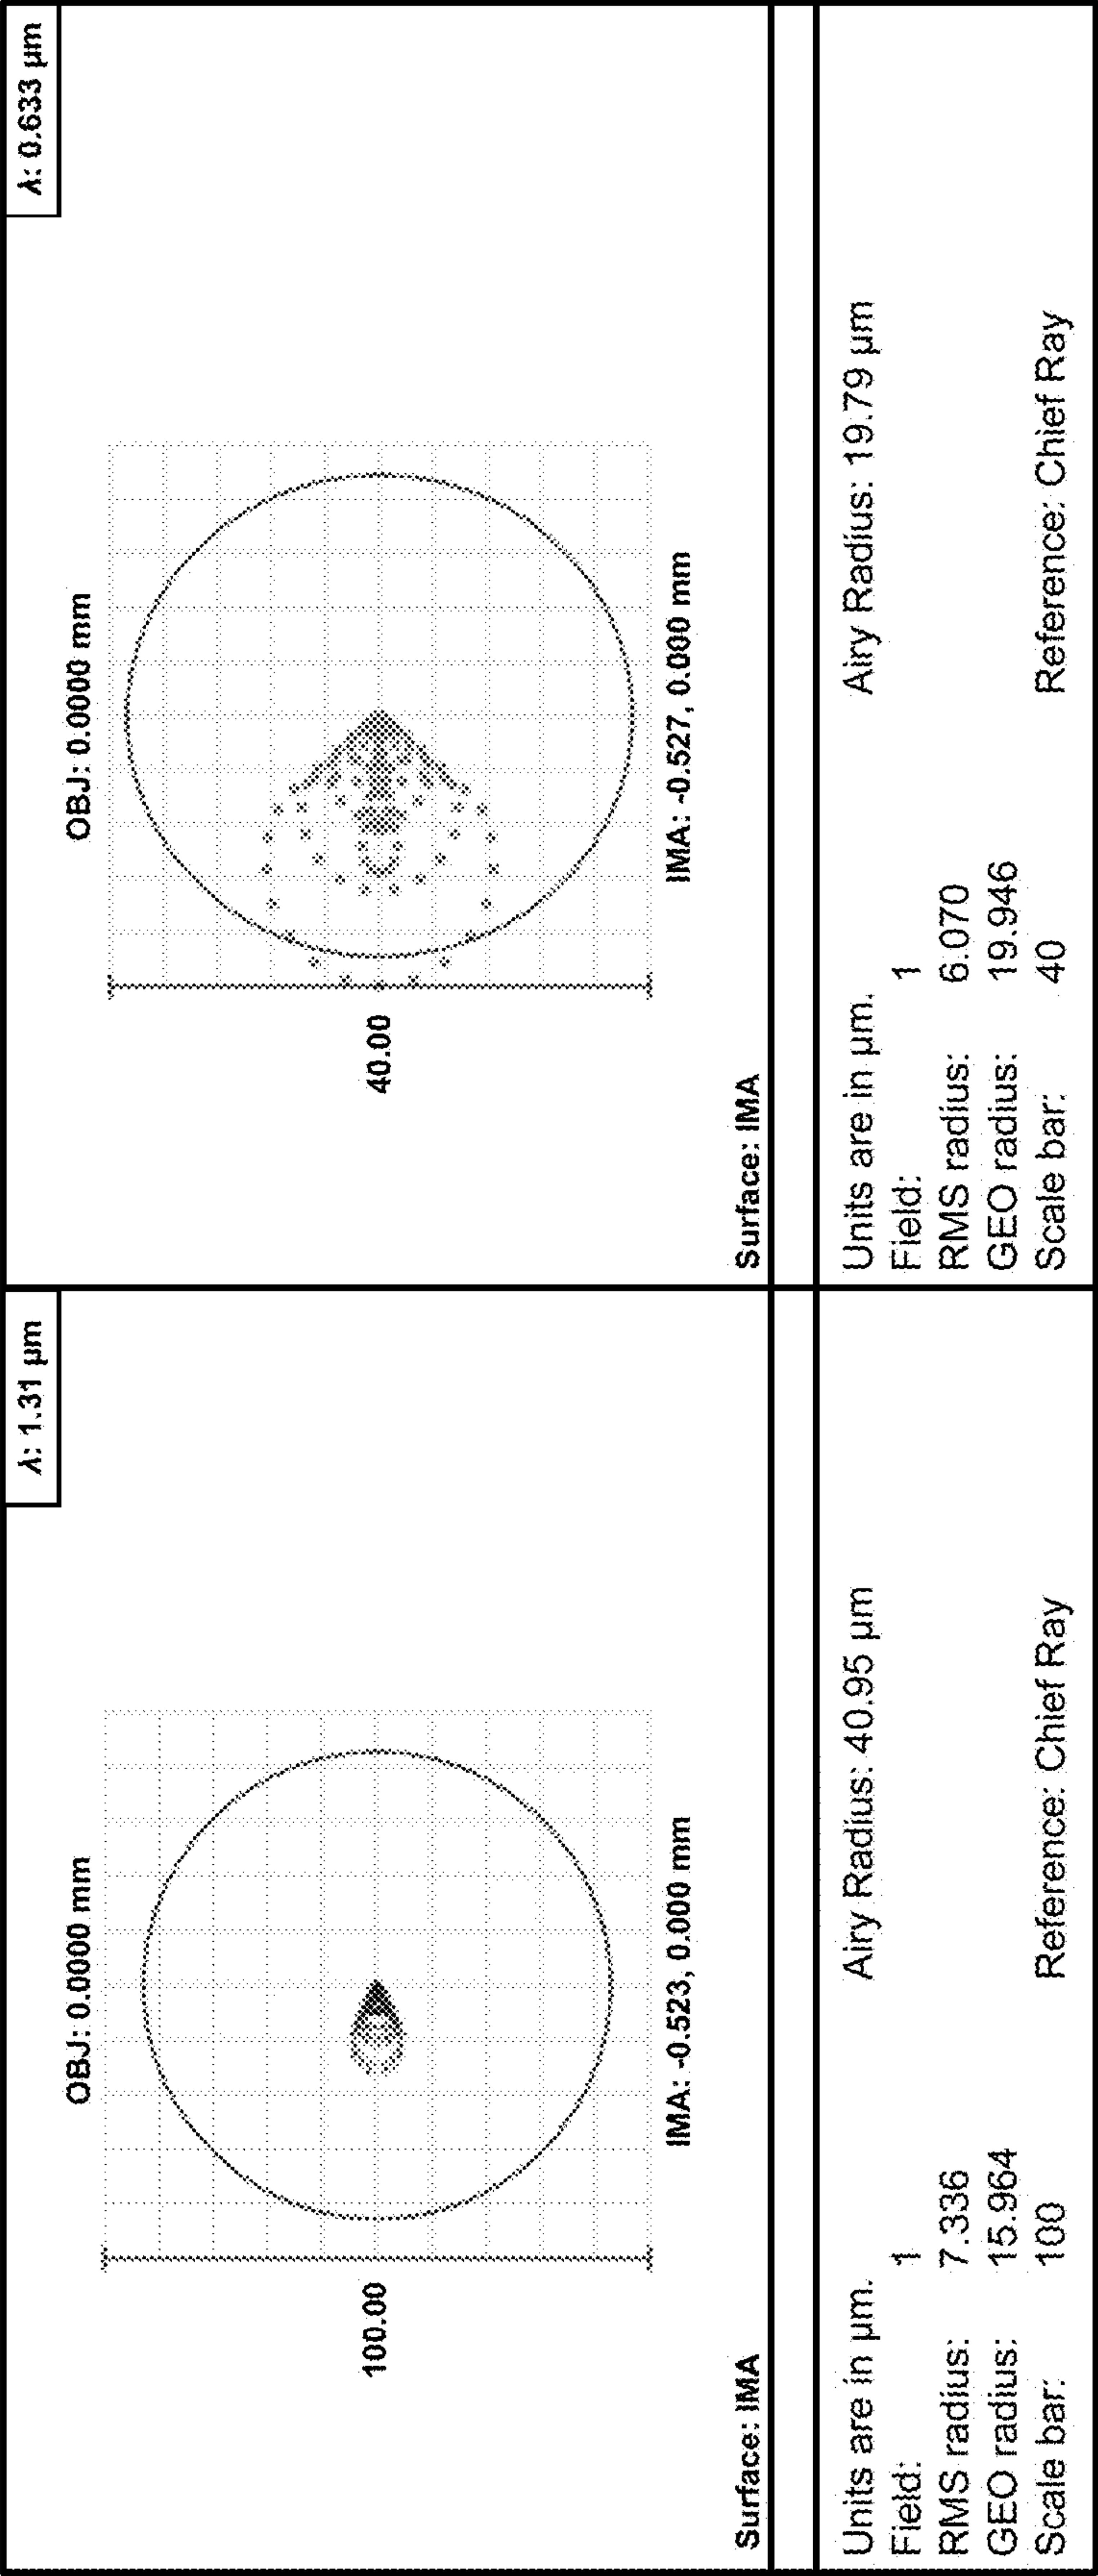 λ: 1.31 µm
OBJ: 0.0000 mm
100.00
IMA: -0.523, 0.000 mm
Surface: IMA
Units are in µm. Airy Radius: 40.95 µm
Field: 1
RMS radius: 7.336
GEO radius: 15.964
Scale bar: 100 Reference: Chief Ray
λ: 0.633 µm
OBJ: 0.0000 mm
40.00
IMA: -0.527, 0.000 mm
Surface: IMA
Units are in µm. Airy Radius: 19.79 µm
Field: 1
RMS radius: 6.070
GEO radius: 19.946
Scale bar: 40 Reference: Chief Ray